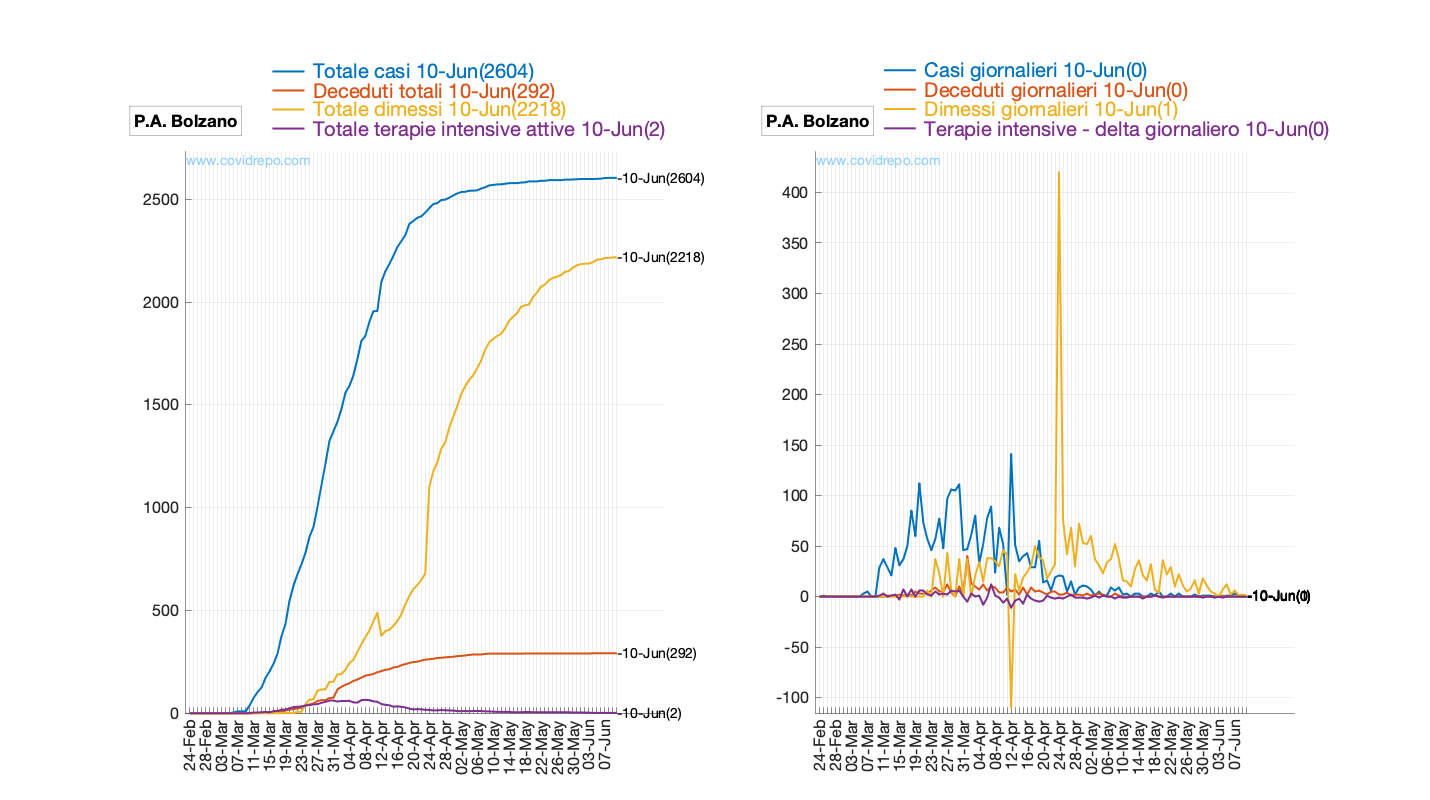 Totale casi 10-Jun(2604)
Deceduti totali 10-Jun(292)
Totale dimessi 10-Jun(2218)
Totale terapie intensive attive 10-Jun(2)
P.A. Bolzano
www.covidrepo.com
-10-Jun(2604)
-10-Jun(2218)
-10-Jun(292)
-10-Jun(2)
2500
2000
1500
1000
500
0
24-Feb
28-Feb
03-Mar
07-Mar
11-Mar
15-Mar
19-Mar
23-Mar
27-Mar
31-Mar
04-Apr
08-Apr
12-Apr
16-Apr
20-Apr
24-Apr
28-Apr
02-May
06-May
10-May
14-May
18-May
22-May
26-May
30-May
03-Jun
07-Jun
Casi giornalieri 10-Jun(0)
Deceduti giornalieri 10-Jun(0)
Dimessi giornalieri 10-Jun(1)
Terapie intensive - delta giornaliero 10-Jun(0)
P.A. Bolzano
www.covidrepo.com
400
350
300
250
200
150
100
50
0
-50
-100
24-Feb
28-Feb
03-Mar
07-Mar
11-Mar
15-Mar
19-Mar
23-Mar
27-Mar
31-Mar
04-Apr
08-Apr
12-Apr
16-Apr
20-Apr
24-Apr
28-Apr
02-May
06-May
10-May
14-May
18-May
22-May
26-May
30-May
03-Jun
07-Jun